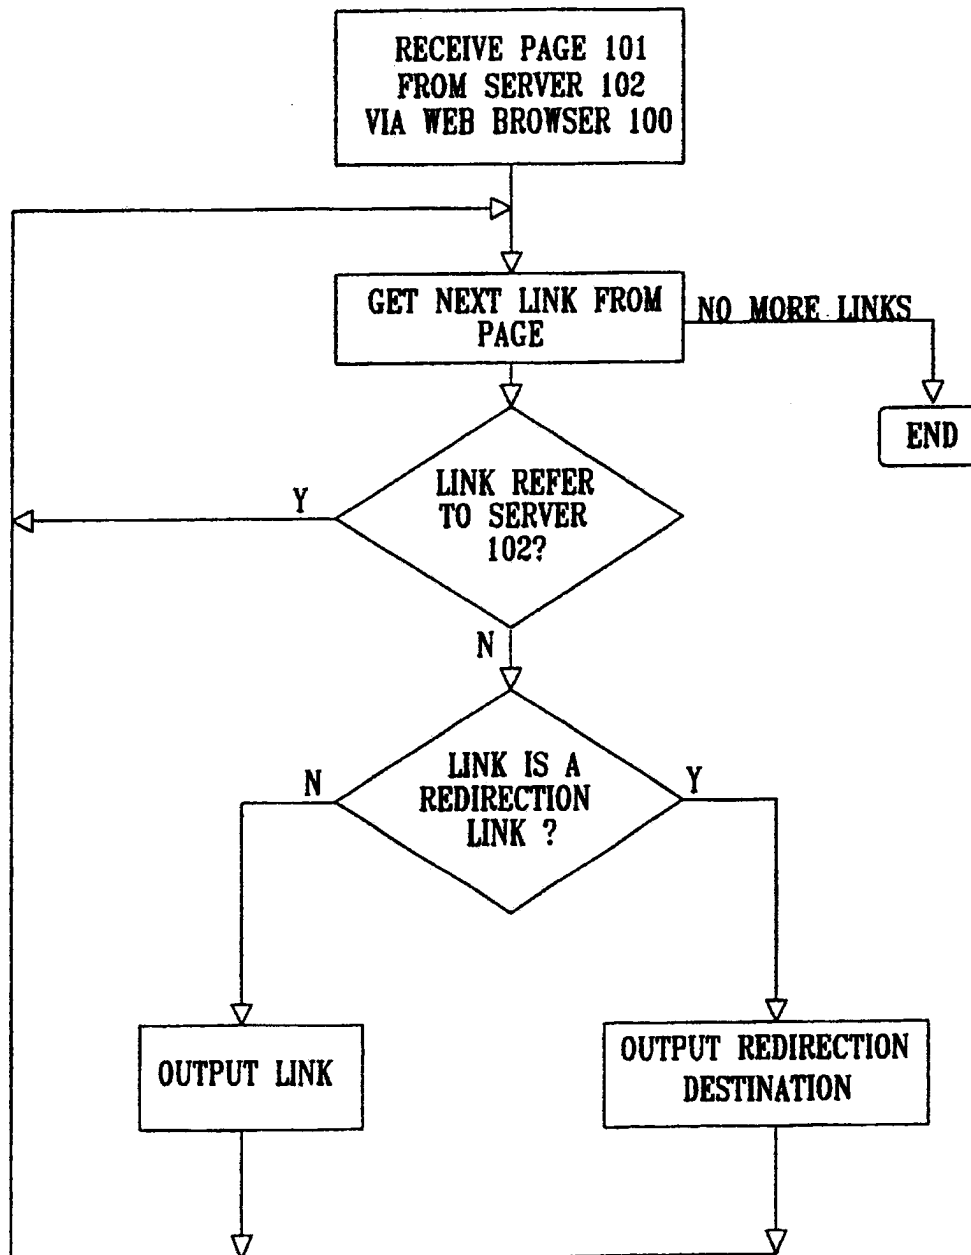 RECEIVE PAGE 101
FROM SERVER 102
VIA WEB BROWSER 100
GET NEXT LINK FROM
PAGE
NO MORE LINKS
END
LINK REFER
TO SERVER
102?
Y
N
LINK IS A
REDIRECTION
LINK ?
N
Y
OUTPUT LINK
OUTPUT REDIRECTION
DESTINATION